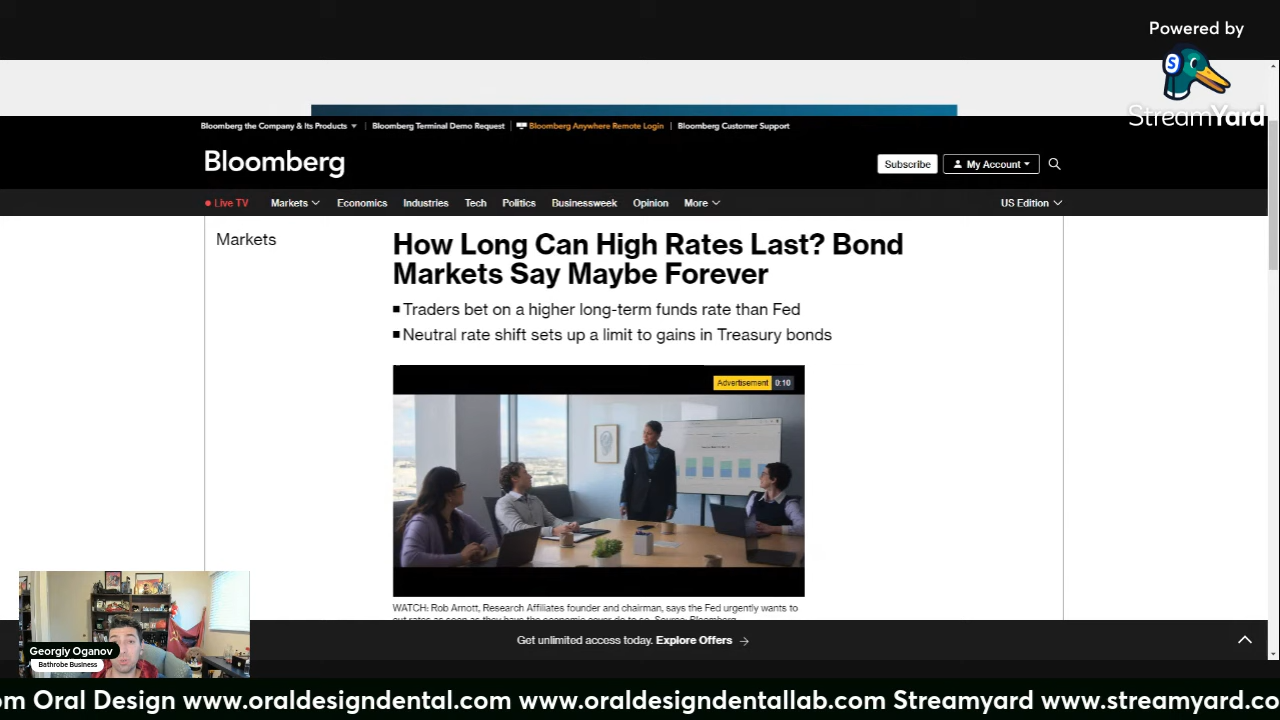 Powered by
StreamYard
Bloomberg the Company & Its Products
Bloomberg Terminal Demo Request
Bloomberg Anywhere Remote Login
Bloomberg Customer Support
Bloomberg
Subscribe
My Account
Live TV
Markets
Economics
Industries
Tech
Politics
Businessweek
Opinion
More
US Edition
Markets
How Long Can High Rates Last? Bond
Markets Say Maybe Forever
Traders bet on a higher long-term funds rate than Fed
Neutral rate shift sets up a limit to gains in Treasury bonds
Advertisement 0:10
WATCH: Rob Arnott, Research Affiliates founder and chairman, says the Fed urgently wants to
Get unlimited access today. Explore Offers
Georgiy Oganov
Bathrobe Business
om Oral Design www.oraldesigndental.com www.oraldesigndentallab.com Streamyard www.streamyard.co